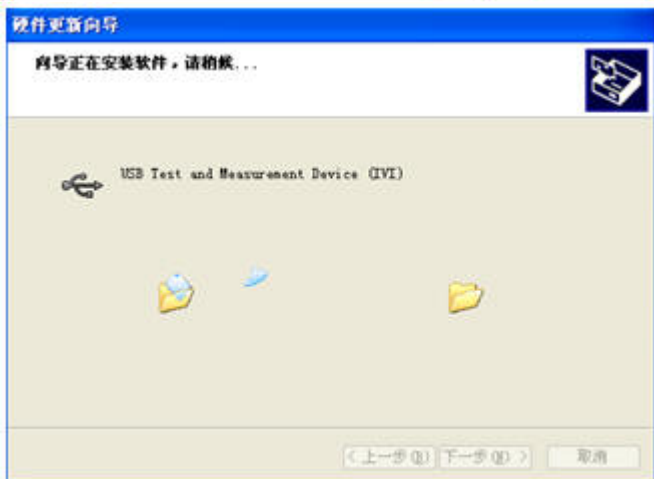 硬件更新向导
向导正在安装软件，请稍候...
USB Test and Measurement Device (IVI)
< 上一步(B) 下一步(N) > 取消